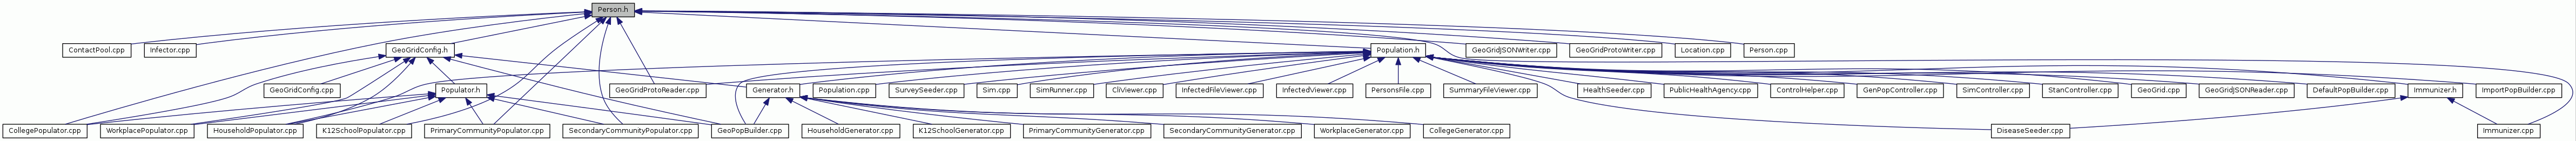 Person.h
ContactPool.cpp
Infector.cpp
GeoGridConfig.h
Population.h
GeoGridJSONWriter.cpp
GeoGridProtoWriter.cpp
Location.cpp
Person.cpp
GeoGridConfig.cpp
Populator.h
GeoGridProtoReader.cpp
Generator.h
Population.cpp
SurveySeeder.cpp
Sim.cpp
SimRunner.cpp
CliViewer.cpp
InfectedFileViewer.cpp
InfectedViewer.cpp
PersonsFile.cpp
SummaryFileViewer.cpp
HealthSeeder.cpp
PublicHealthAgency.cpp
ControlHelper.cpp
GenPopController.cpp
SimController.cpp
StanController.cpp
GeoGrid.cpp
GeoGridJSONReader.cpp
DefaultPopBuilder.cpp
Immunizer.h
ImportPopBuilder.cpp
CollegePopulator.cpp
WorkplacePopulator.cpp
HouseholdPopulator.cpp
K12SchoolPopulator.cpp
PrimaryCommunityPopulator.cpp
SecondaryCommunityPopulator.cpp
GeoPopBuilder.cpp
HouseholdGenerator.cpp
K12SchoolGenerator.cpp
PrimaryCommunityGenerator.cpp
SecondaryCommunityGenerator.cpp
WorkplaceGenerator.cpp
CollegeGenerator.cpp
DiseaseSeeder.cpp
Immunizer.cpp